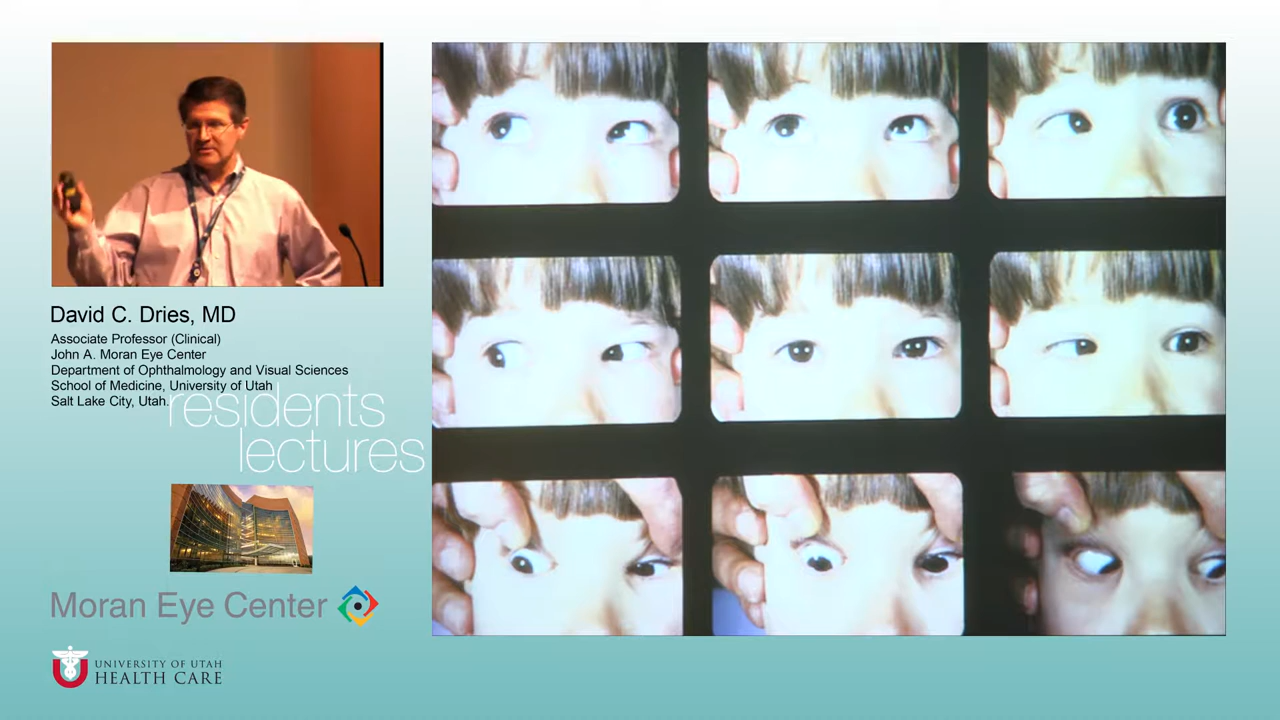 David C. Dries, MD
Associate Professor (Clinical)
John A. Moran Eye Center
Department of Ophthalmology and Visual Sciences
School of Medicine, University of Utah
Salt Lake City, Utah.
residents
lectures
Moran Eye Center
UNIVERSITY OF UTAH
HEALTH CARE